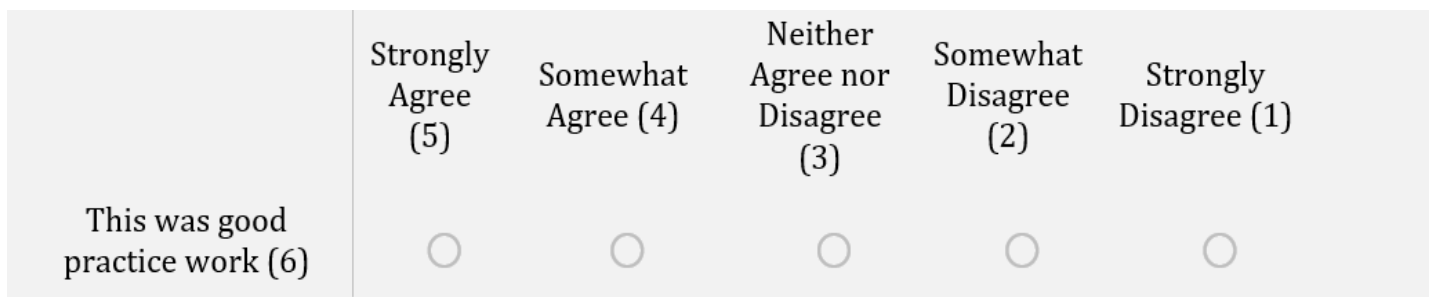 Strongly
Agree
(5)
Somewhat
Agree (4)
Neither
Agree nor
Disagree
(3)
Somewhat
Disagree
(2)
Strongly
Disagree (1)
This was good
practice work (6)